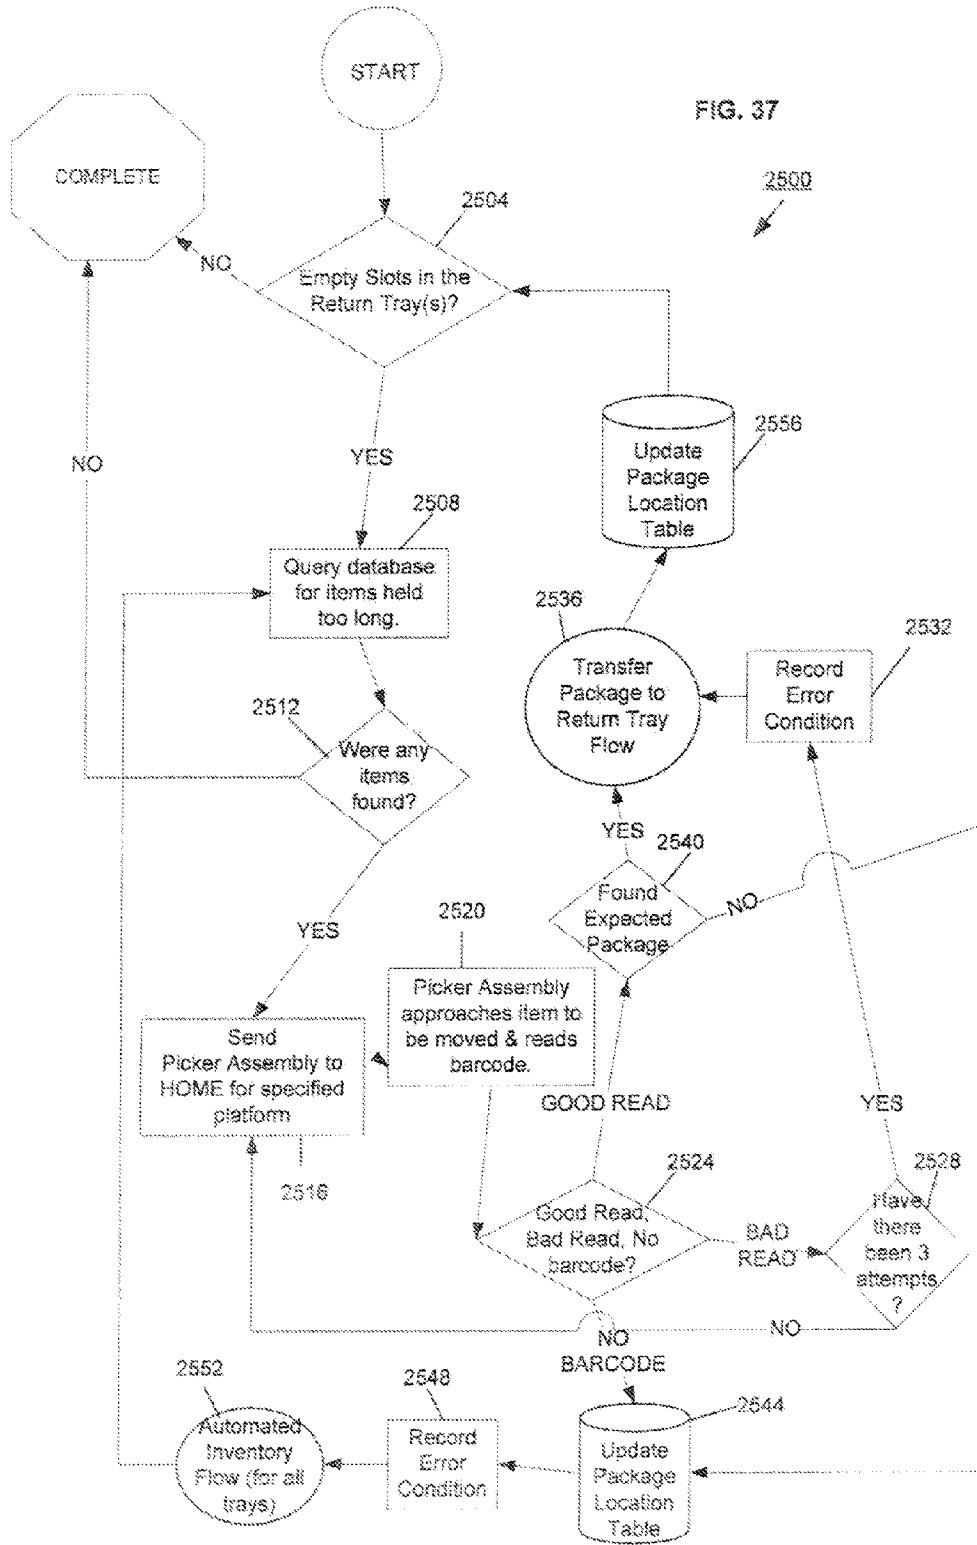 START
FIG. 37
COMPLETE
2500
2504
NO
Empty Slots in the
Return Tray(s)?
2556
YES
NO
Update
Package
Location
Table
2508
Query database
for items held
too long.
2536
2532
Transfer
Package to
Return Tray
Flow
Record
Error
Condition
2512
Were any
items
found?
YES
2540
Found
Expected
Package
NO
2520
YES
Picker Assembly
approaches item to
be moved & reads
barcode.
Send
Picker Assembly to
HOME for specified
platform
GOOD READ
YES
2516
2524
2528
Good Read,
Bad Read, No
barcode?
BAD
READ
Have
there
been 3
attempts
?
NO
NO
BARCODE
2552
2548
2544
Automated
Inventory
Flow (for all
trays)
Record
Error
Condition
Update
Package
Location
Table